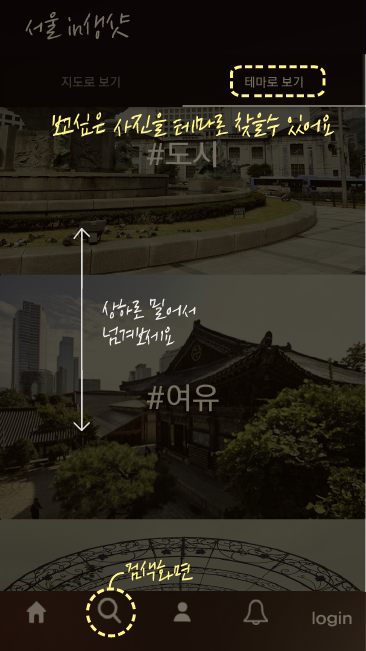 서울 in생샷
지도로 보기
테마로 보기
보고싶은 사진을 테마로 찾을수 있어요
#도시
상하로 밀어서
넘겨보세요
#여유
검색화면
login